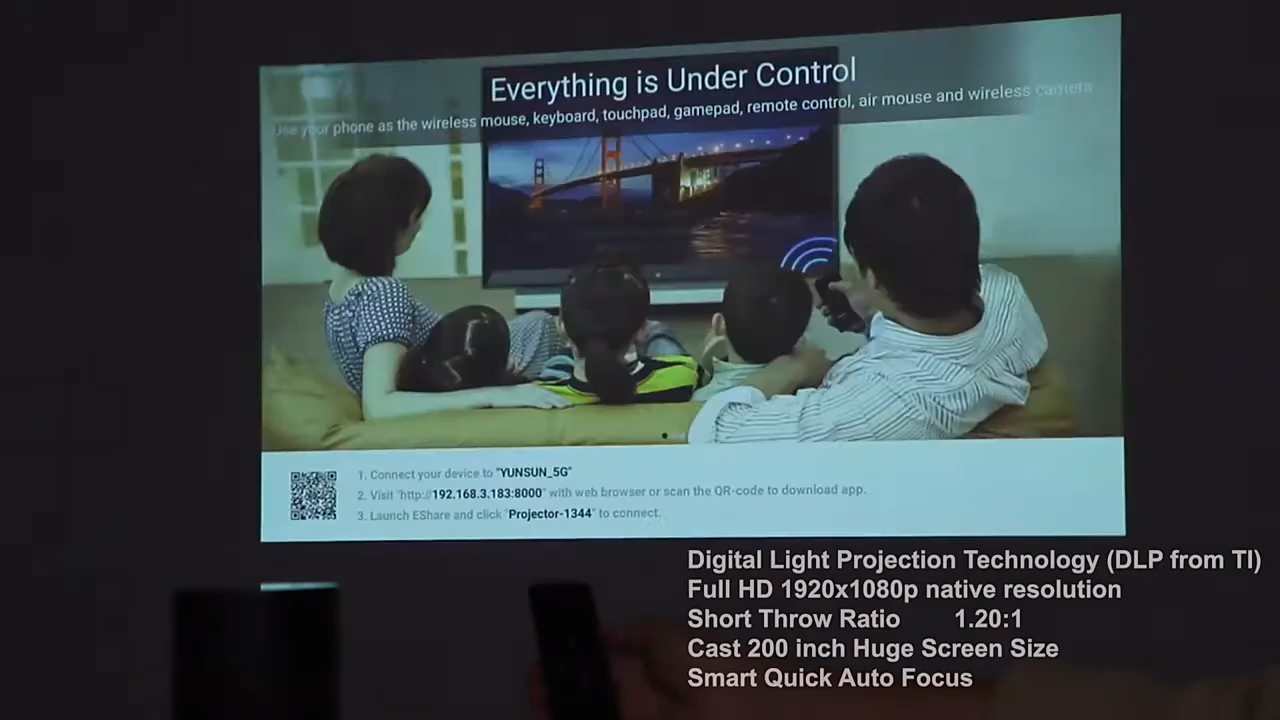 Everything is Under Control
Use your phone as the wireless mouse, keyboard, touchpad, gamepad, remote control, air mouse and wireless camera
1. Connect your device to "YUNSUN_5G"
2. Visit "http://192.168.3.183:8000" with web browser or scan the QR-code to download app.
3. Launch EShare and click "Projector-1344" to connect.
Digital Light Projection Technology (DLP from TI)
Full HD 1920x1080p native resolution
Short Throw Ratio 1.20:1
Cast 200 inch Huge Screen Size
Smart Quick Auto Focus